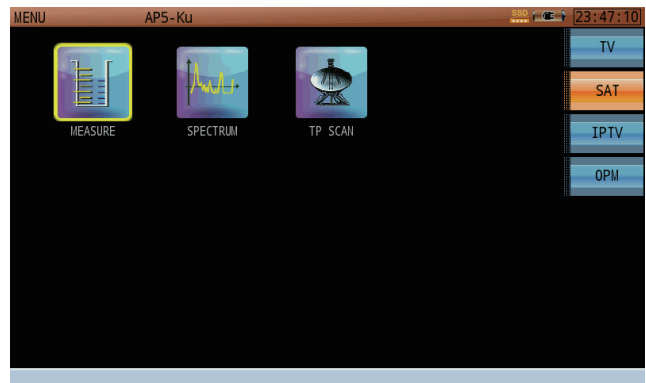 MENU AP5-Ku SSD 23:47:10
TV
SAT
IPTV
OPM
MEASURE SPECTRUM TP SCAN